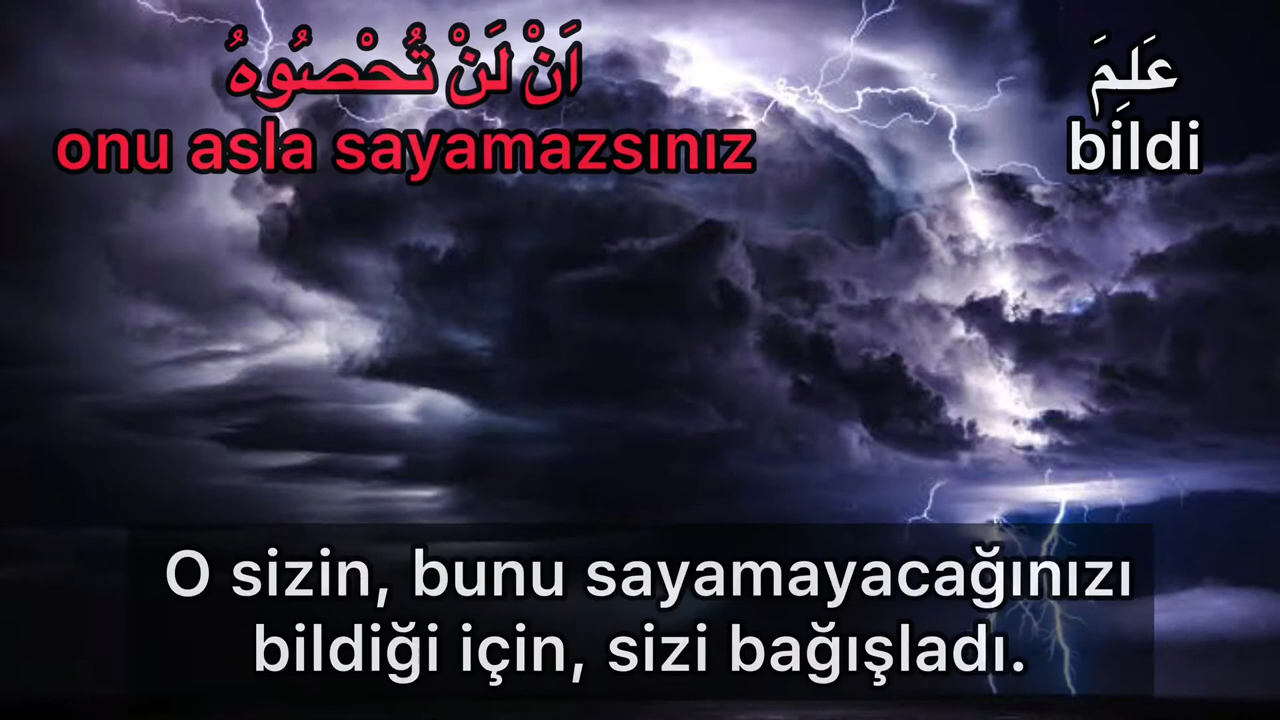 عَلِمَ اَنْ لَنْ تُحْصُوهُ
bildi onu asla sayamazsınız
O sizin, bunu sayamayacağınızı
bildiği için, sizi bağışladı.